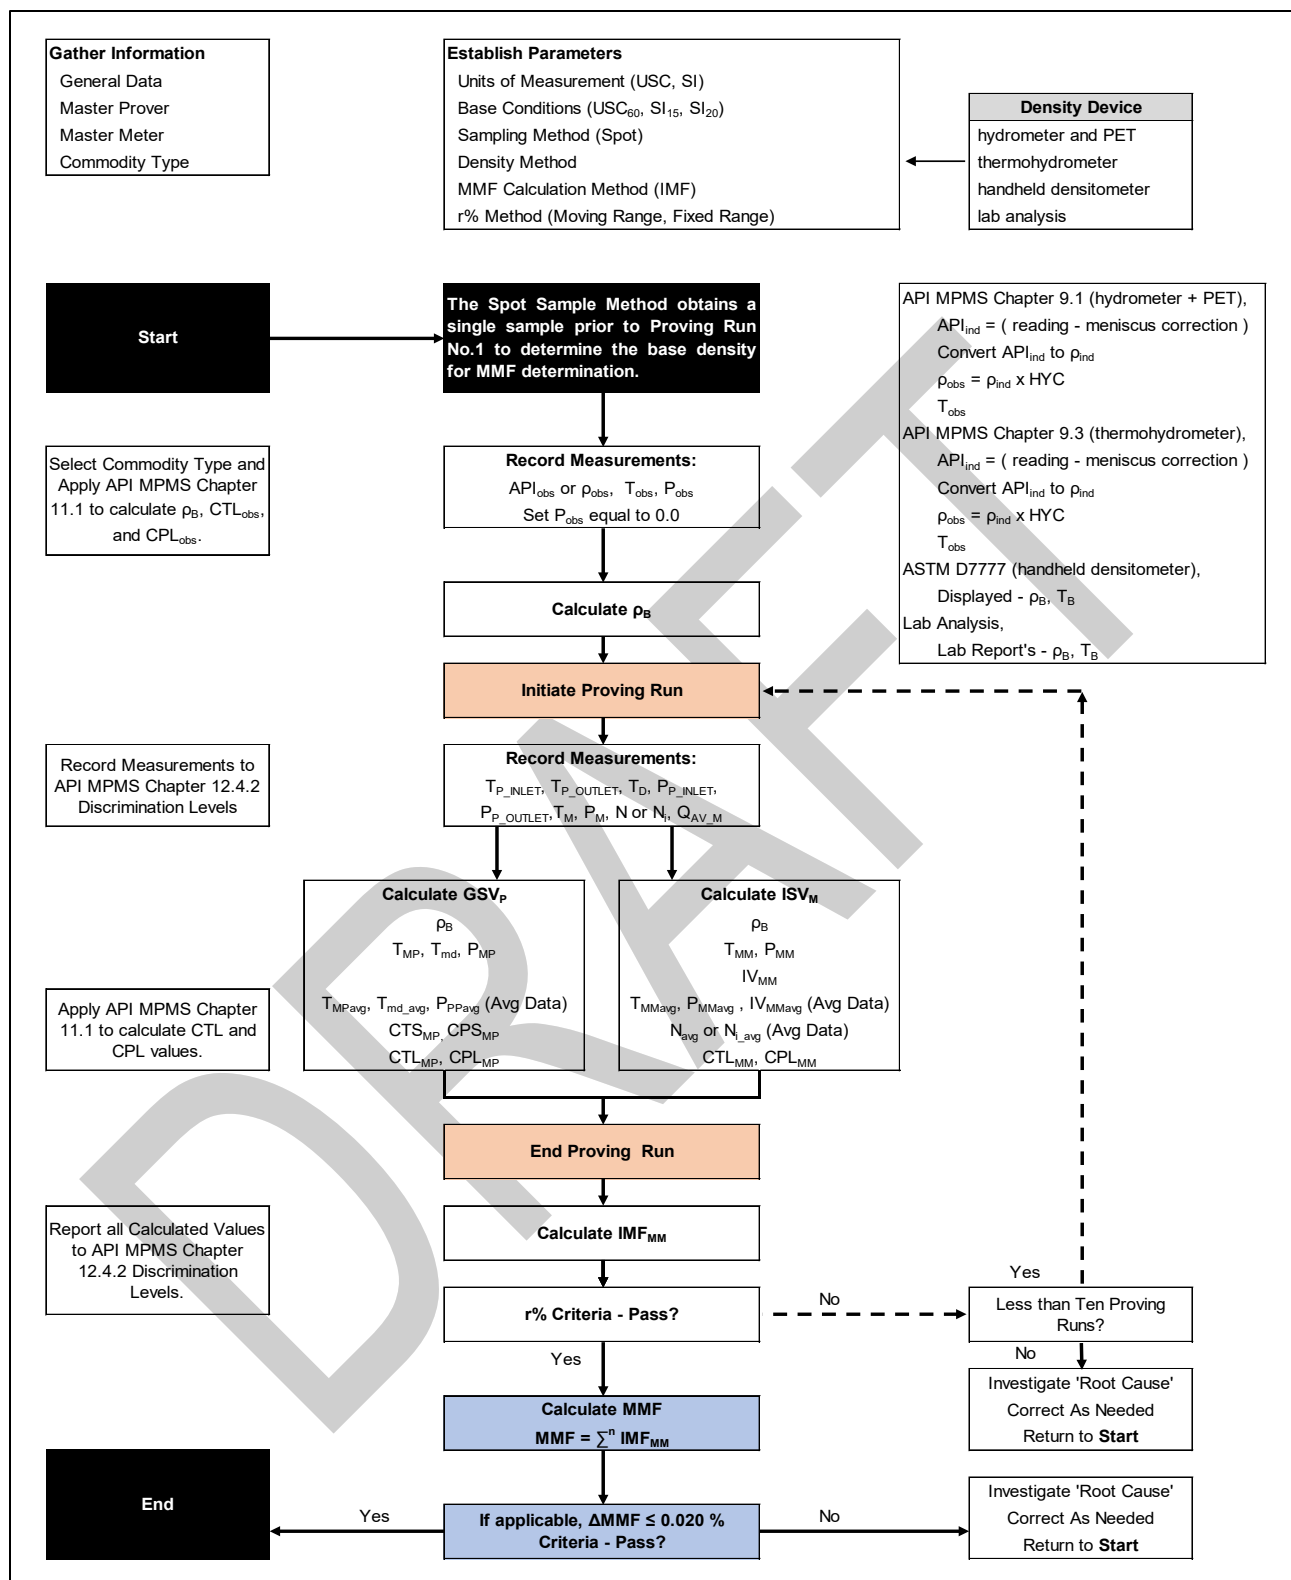 Gather Information
General Data
Master Prover
Master Meter
Commodity Type
Establish Parameters
Units of Measurement (USC, SI)
Base Conditions (USC60, SI15, SI20)
Sampling Method (Spot)
Density Method
MMF Calculation Method (IMF)
r% Method (Moving Range, Fixed Range)
Density Device
hydrometer and PET
thermohydrometer
handheld densitometer
lab analysis
Start
The Spot Sample Method obtains a
single sample prior to Proving Run
No.1 to determine the base density
for MMF determination.
API MPMS Chapter 9.1 (hydrometer + PET),
APIind = ( reading - meniscus correction )
Convert APIind to ρind
ρobs = ρind x HYC
Tobs
API MPMS Chapter 9.3 (thermohydrometer),
APIind = ( reading - meniscus correction )
Convert APIind to ρind
ρobs = ρind x HYC
Tobs
ASTM D7777 (handheld densitometer),
Displayed - ρB, TB
Lab Analysis,
Lab Report's - ρB, TB
Select Commodity Type and
Apply API MPMS Chapter
11.1 to calculate ρB, CTLobs,
and CPLobs.
Record Measurements:
APIobs or ρobs, Tobs, Pobs
Set Pobs equal to 0.0
Calculate ρB
Initiate Proving Run
Record Measurements to
API MPMS Chapter 12.4.2
Discrimination Levels
Record Measurements:
TP_INLET, TP_OUTLET, TD, PP_INLET,
PP_OUTLET,TM, PM, N or Ni, QAV_M
Calculate GSVP
ρB
TMP, Tmd, PMP
TMPavg, Tmd_avg, PPPavg (Avg Data)
CTSMP, CPSMP
CTLMP, CPLMP
Calculate ISVM
ρB
TMM, PMM
IVMM
TMMavg, PMMavg , IVMMavg (Avg Data)
Navg or Ni_avg (Avg Data)
CTLMM, CPLMM
Apply API MPMS Chapter
11.1 to calculate CTL and
CPL values.
End Proving Run
Report all Calculated Values
to API MPMS Chapter
12.4.2 Discrimination
Levels.
Calculate IMFMM
r% Criteria - Pass?
No
Yes
Less than Ten Proving
Runs?
No
Yes
Investigate 'Root Cause'
Correct As Needed
Return to Start
Calculate MMF
MMF = ∑n IMFMM
End
Yes
If applicable, ΔMMF ≤ 0.020 %
Criteria - Pass?
No
Investigate 'Root Cause'
Correct As Needed
Return to Start
DRAFT